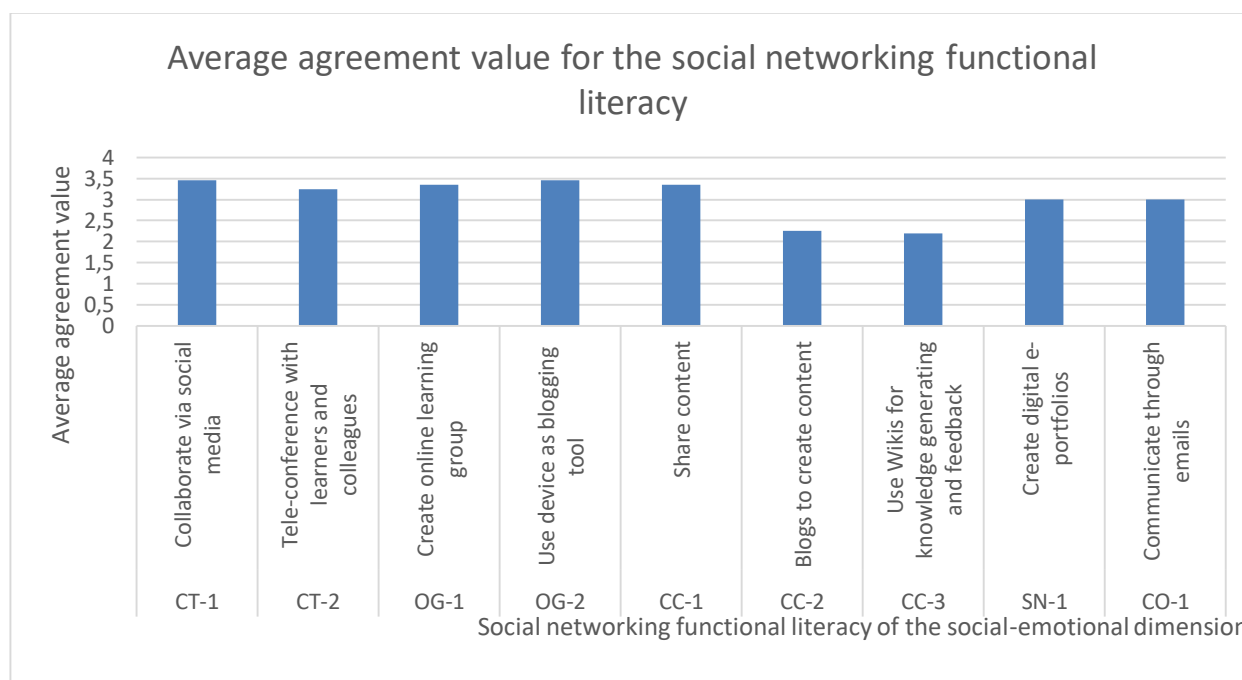 Average agreement value for the social networking functional
literacy
Average agreement value
4
3,5
3
2,5
2
1,5
1
0,5
0
Collaborate via social
media
Tele-conference with
learners and
colleagues
Create online learning
group
Use device as blogging
tool
Share content
Blogs to create content
Use Wikis for
knowledge generating
and feedback
Create digital e-
portfolios
Communicate through
emails
CT-1
CT-2
OG-1
OG-2
CC-1
CC-2
CC-3
SN-1
CO-1
Social networking functional literacy of the social-emotional dimension